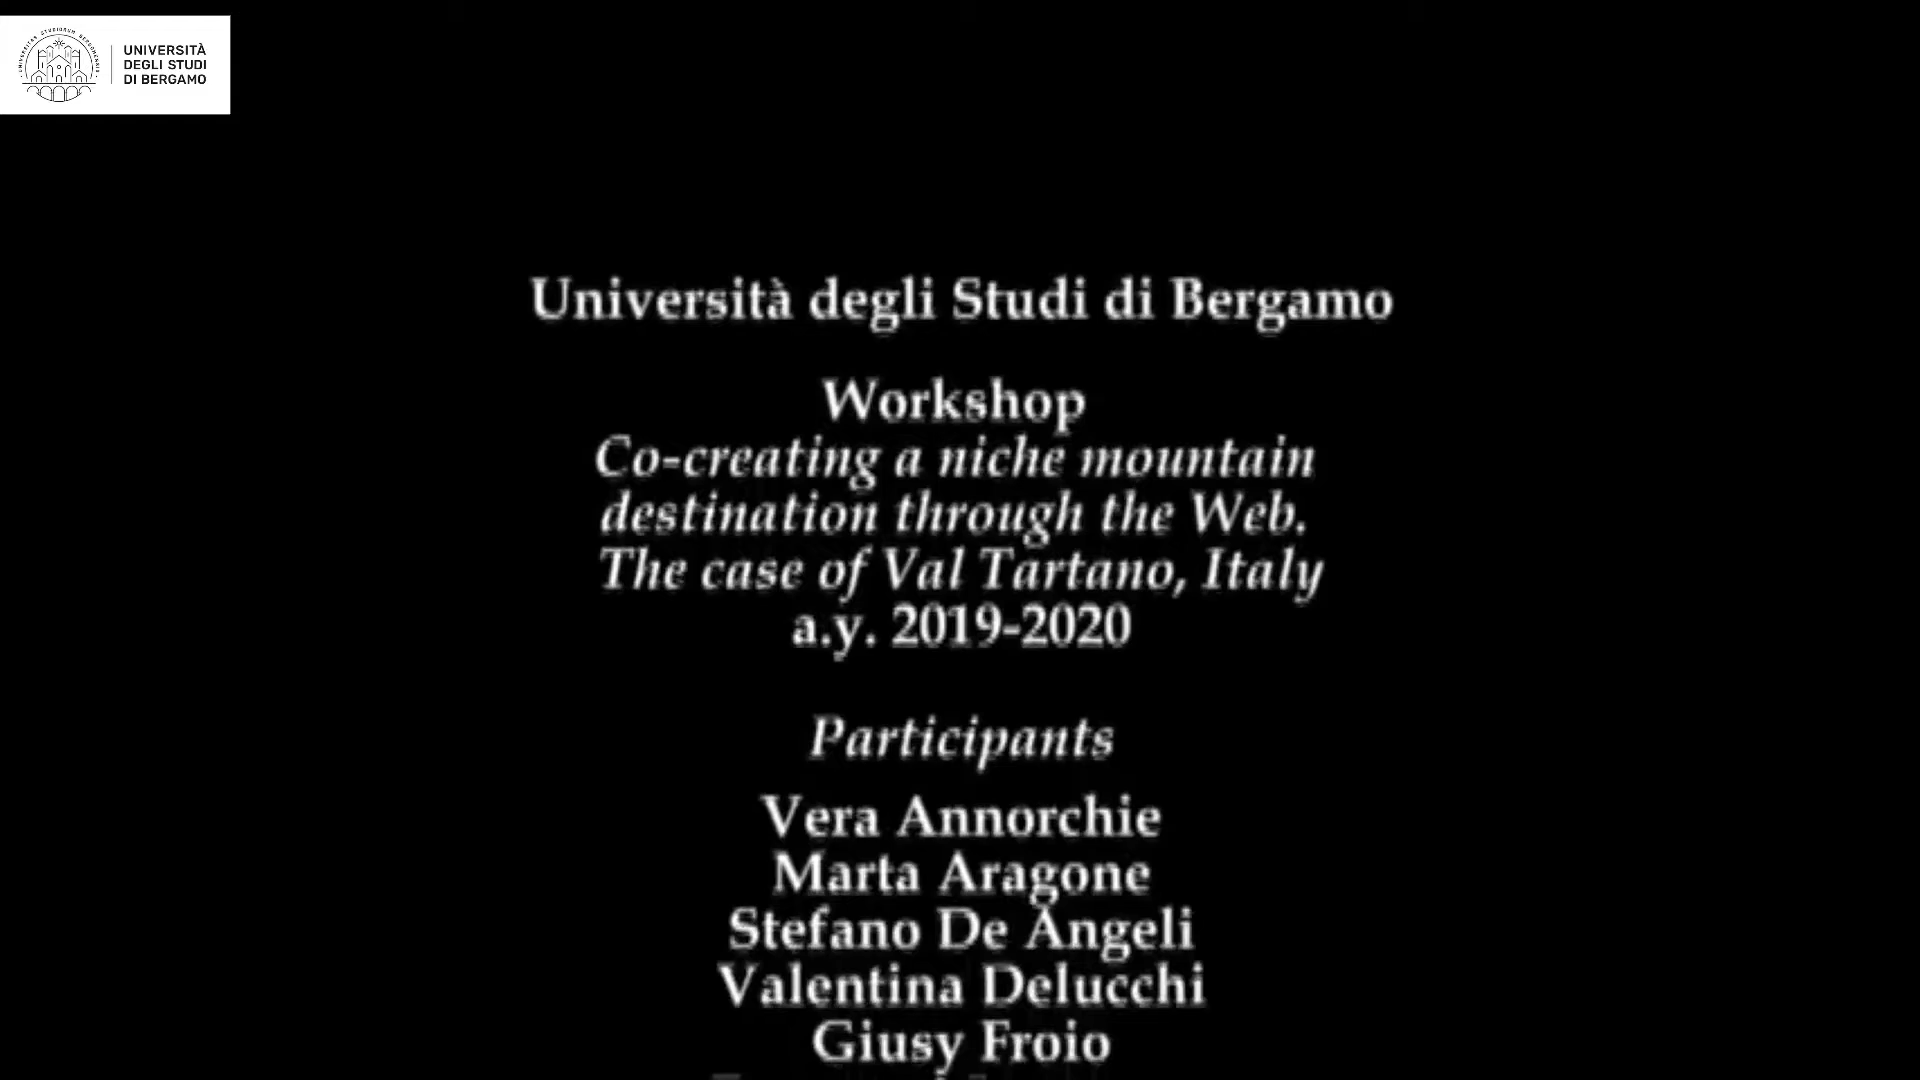 UNIVERSITÀ
DEGLI STUDI
DI BERGAMO
Università degli Studi di Bergamo
Workshop
Co-creating a niche mountain
destination through the Web.
The case of Val Tartano, Italy
a.y. 2019-2020
Participants
Vera Annorchie
Marta Aragone
Stefano De Angeli
Valentina Delucchi
Giusy Froio